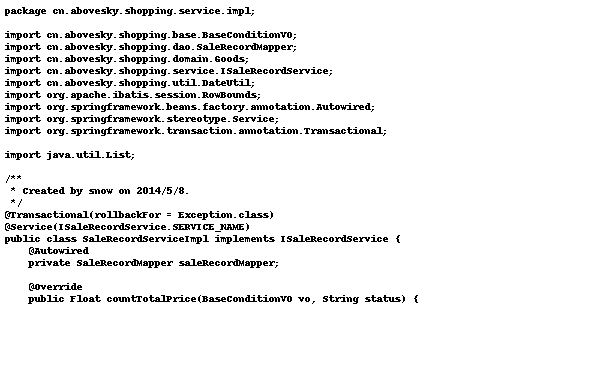 package cn.abovesky.shopping.service.impl;

import cn.abovesky.shopping.base.BaseConditionVO;
import cn.abovesky.shopping.dao.SaleRecordMapper;
import cn.abovesky.shopping.domain.Goods;
import cn.abovesky.shopping.service.ISaleRecordService;
import cn.abovesky.shopping.util.DateUtil;
import org.apache.ibatis.session.RowBounds;
import org.springframework.beans.factory.annotation.Autowired;
import org.springframework.stereotype.Service;
import org.springframework.transaction.annotation.Transactional;

import java.util.List;

/**
 * Created by snow on 2014/5/8.
 */
@Transactional(rollbackFor = Exception.class)
@Service(ISaleRecordService.SERVICE_NAME)
public class SaleRecordServiceImpl implements ISaleRecordService {
    @Autowired
    private SaleRecordMapper saleRecordMapper;

    @Override
    public Float countTotalPrice(BaseConditionVO vo, String status) {